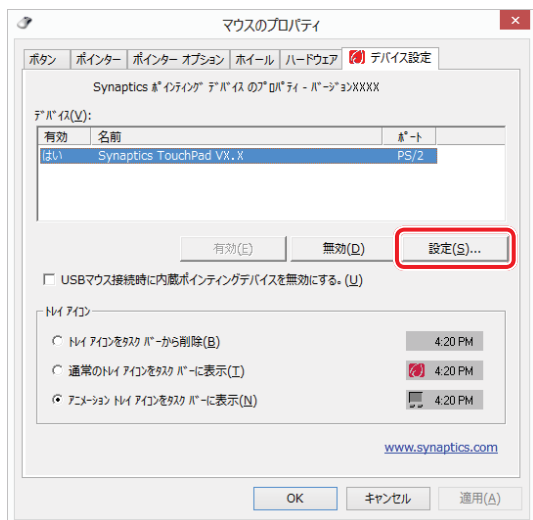 マウスのプロパティ
ボタン ポインター ポインター オプション ホイール ハードウェア デバイス設定
Synaptics ﾎﾟｲﾝﾃｨﾝｸﾞ ﾃﾞﾊﾞｲｽ のﾌﾟﾛﾊﾟﾃｨ - ﾊﾞｰｼﾞｮﾝXXXX
ﾃﾞﾊﾞｲｽ(V):
有効 名前 ﾎﾟｰﾄ
はい Synaptics TouchPad VX.X PS/2
有効(E) 無効(D) 設定(S)...
USBマウス接続時に内蔵ポインティングデバイスを無効にする。(U)
ﾄﾚｲ ｱｲｺﾝ
ﾄﾚｲ ｱｲｺﾝをﾀｽｸ ﾊﾞｰから削除(B) 4:20 PM
通常のﾄﾚｲ ｱｲｺﾝをﾀｽｸ ﾊﾞｰに表示(T) 4:20 PM
ｱﾆﾒｰｼｮﾝ ﾄﾚｲ ｱｲｺﾝをﾀｽｸ ﾊﾞｰに表示(N) 4:20 PM
www.synaptics.com
OK キャンセル 適用(A)